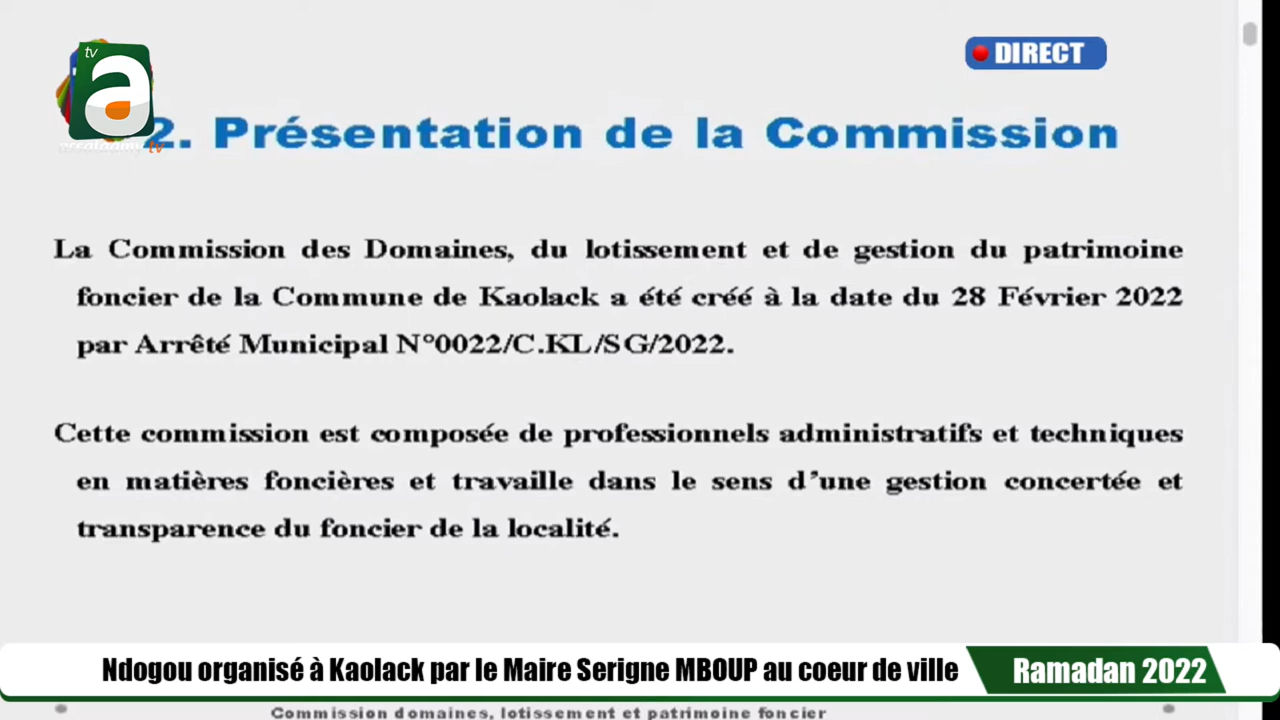 tv
a
DIRECT
2. Présentation de la Commission
La Commission des Domaines, du lotissement et de gestion du patrimoine
foncier de la Commune de Kaolack a été créé à la date du 28 Février 2022
par Arrêté Municipal N°0022/C.KL/SG/2022.
Cette commission est composée de professionnels administratifs et techniques
en matières foncières et travaille dans le sens d’une gestion concertée et
transparence du foncier de la localité.
Ndogou organisé à Kaolack par le Maire Serigne MBOUP au coeur de ville
Ramadan 2022
Commission domaines, lotissement et patrimoine foncier